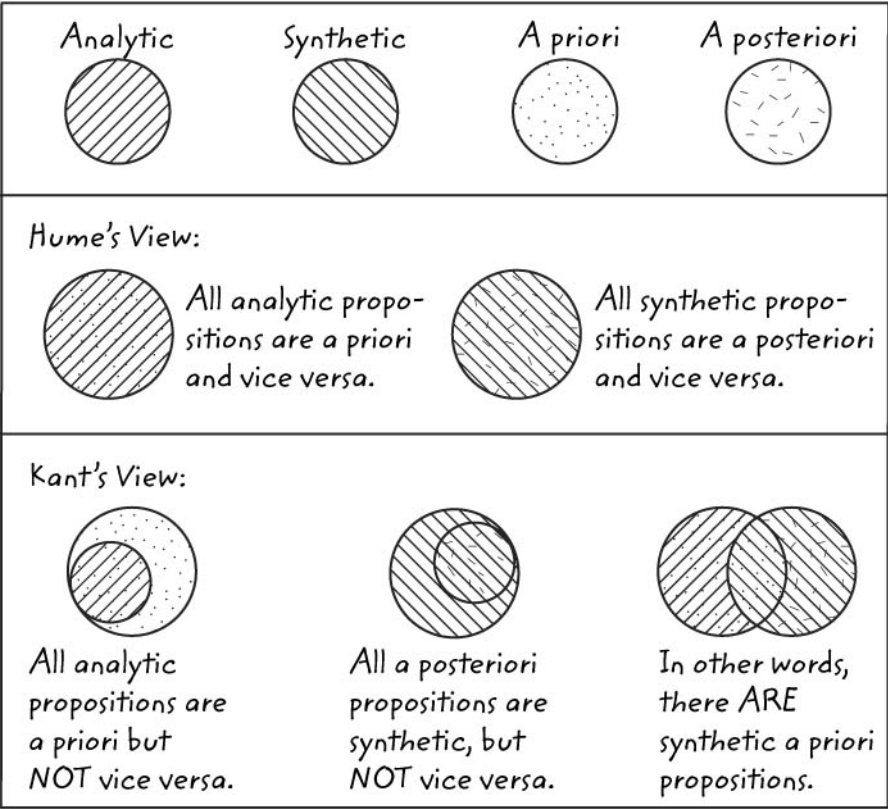 Analytic Synthetic A priori A posteriori
Hume's View:
All analytic propo-
sitions are a priori
and vice versa.
All synthetic propo-
sitions are a posteriori
and vice versa.
Kant's View:
All analytic
propositions are
a priori but
NOT vice versa.
All a posteriori
propositions are
synthetic, but
NOT vice versa.
In other words,
there ARE
synthetic a priori
propositions.